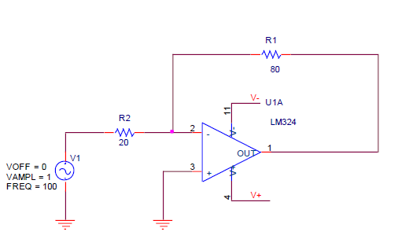 R1
80
V-
U1A
11
LM324
R2
20
2
-
V-
OUT
1
3
+
V+
4
V+
V1
VOFF = 0
VAMPL = 1
FREQ = 100